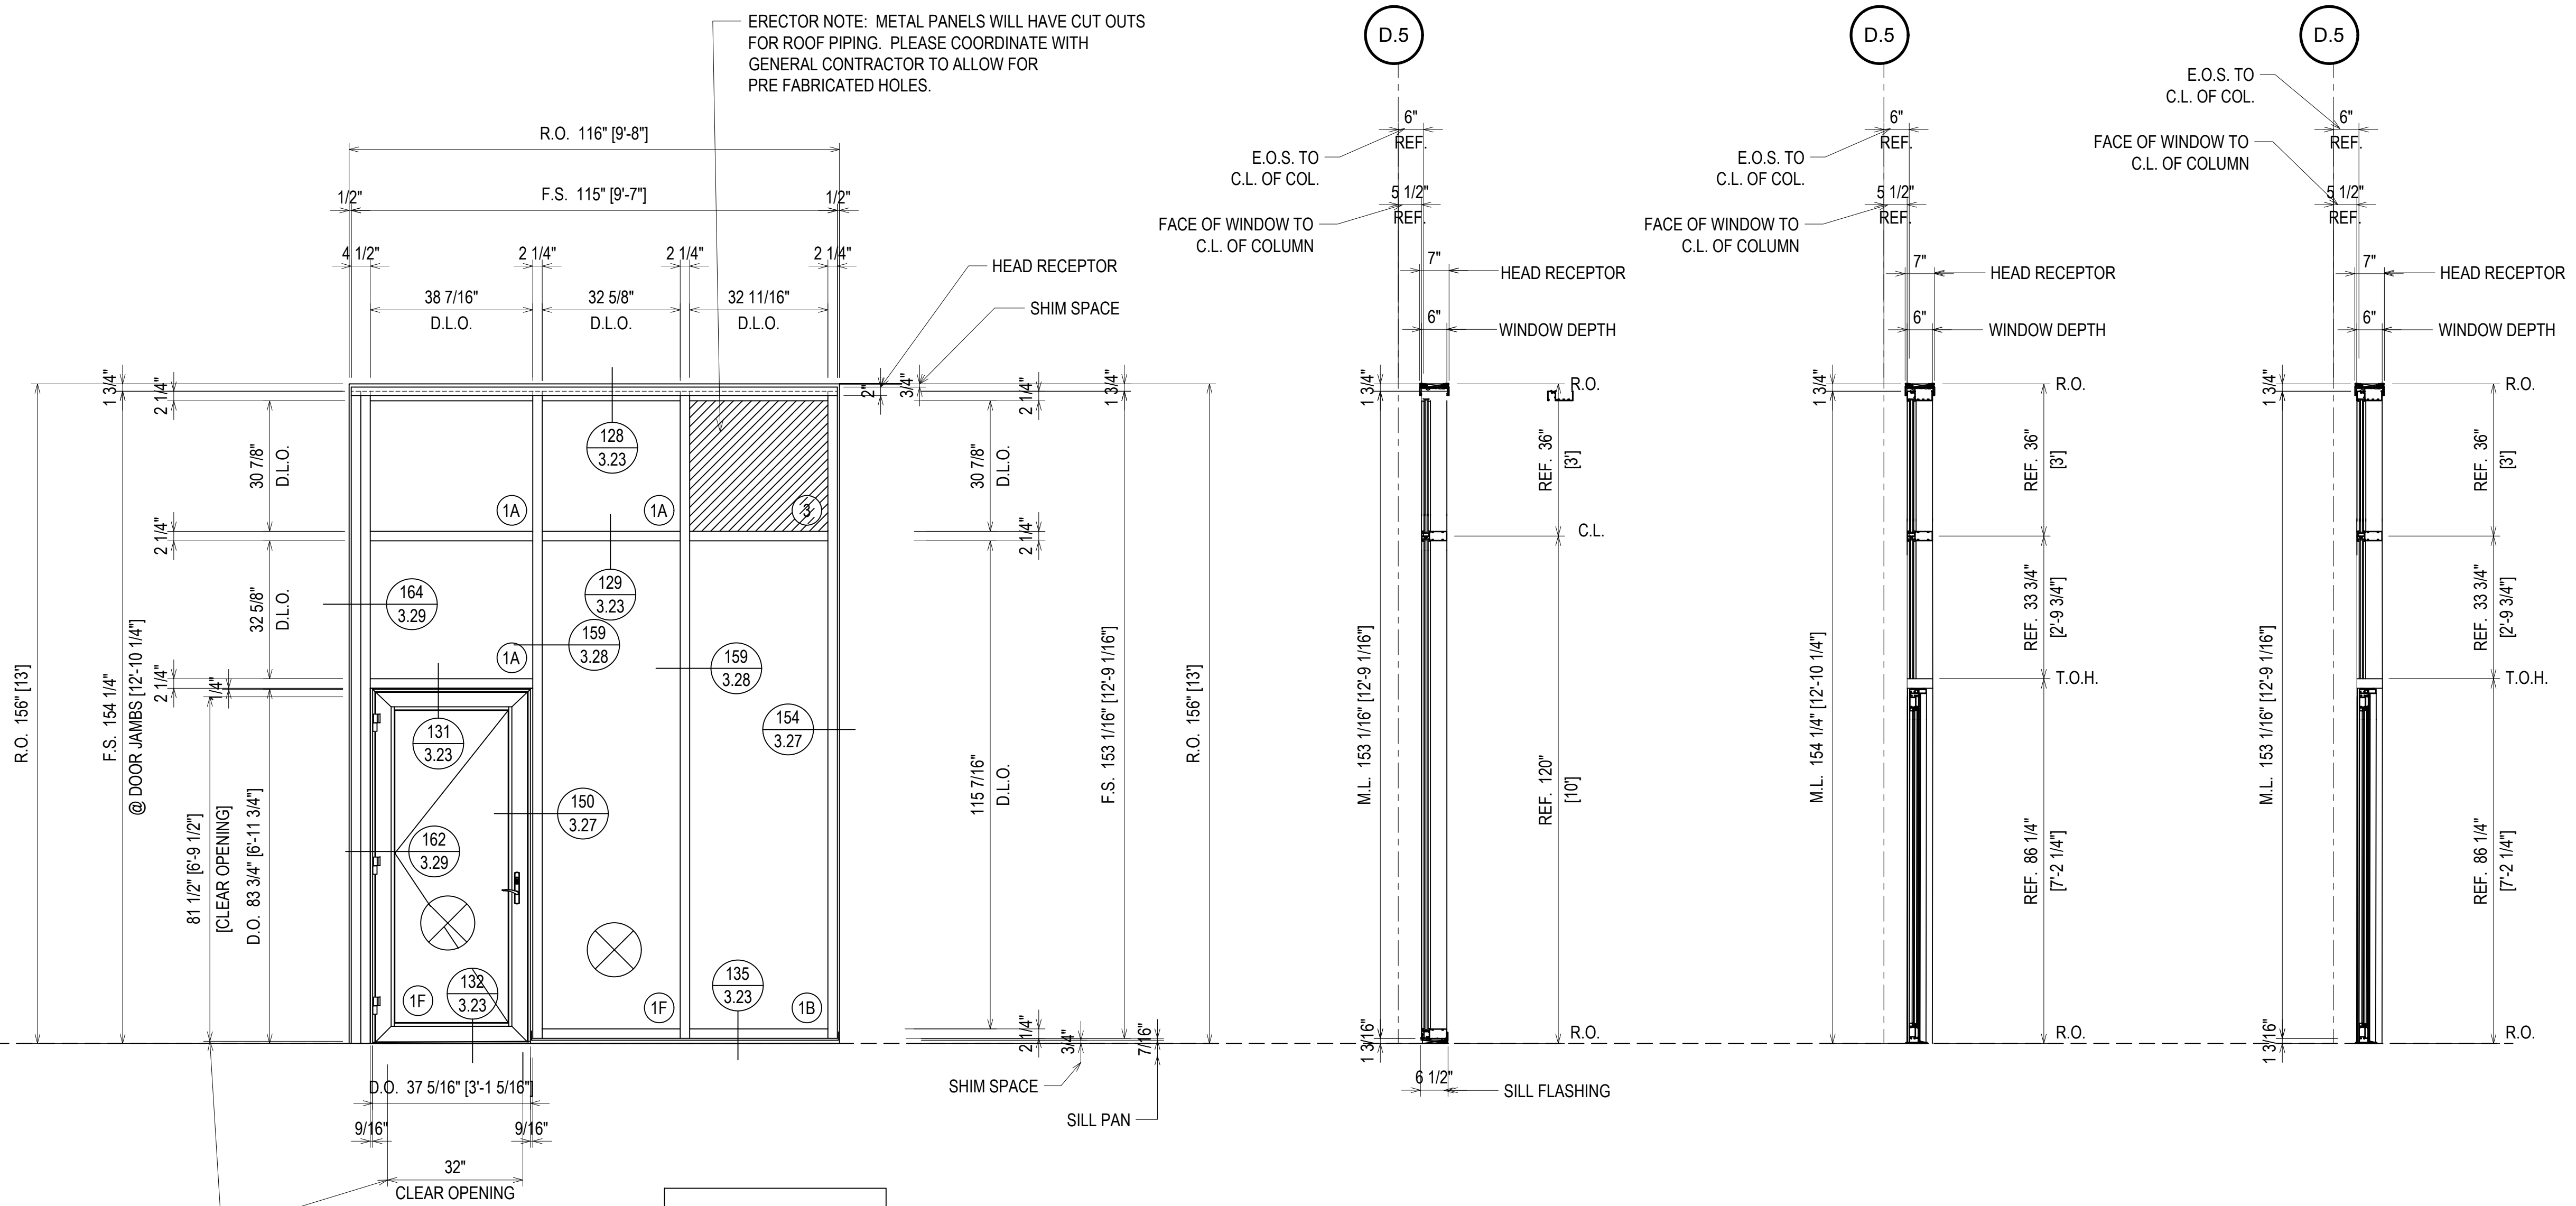 ERECTOR NOTE: METAL PANELS WILL HAVE CUT OUTS
FOR ROOF PIPING. PLEASE COORDINATE WITH
GENERAL CONTRACTOR TO ALLOW FOR
PRE FABRICATED HOLES.
R.O. 116" [9'-8"]
1/2"
F.S. 115" [9'-7"]
1/2"
4 1/2"
2 1/4"
2 1/4"
2 1/4"
38 7/16"
D.L.O.
32 5/8"
D.L.O.
32 11/16"
D.L.O.
HEAD RECEPTOR
SHIM SPACE
R.O. 156" [13']
1 3/4"
F.S. 154 1/4"
@ DOOR JAMBS [12'-10 1/4"]
2 1/4"
30 7/8"
D.L.O.
2 1/4"
32 5/8"
D.L.O.
2 1/4"
1/4"
81 1/2" [6'-9 1/2"]
[CLEAR OPENING]
D.O. 83 3/4" [6'-11 3/4"]
128
3.23
1A
1A
3
129
3.23
164
3.29
159
3.28
1A
159
3.28
154
3.27
131
3.23
150
3.27
162
3.29
132
3.23
135
3.23
1F
1F
1B
2"
3/4"
2 1/4"
30 7/8"
D.L.O.
2 1/4"
115 7/16"
D.L.O.
2 1/4"
3/4"
7/16"
1 3/4"
F.S. 153 1/16" [12'-9 1/16"]
R.O. 156" [13']
SHIM SPACE
SILL PAN
D.O. 37 5/16" [3'-1 5/16"]
9/16"
9/16"
32"
CLEAR OPENING
D.5
6"
REF.
E.O.S. TO
C.L. OF COL.
5 1/2"
REF.
FACE OF WINDOW TO
C.L. OF COLUMN
7"
HEAD RECEPTOR
6"
WINDOW DEPTH
1 3/4"
R.O.
REF. 36"
[3']
C.L.
M.L. 153 1/16" [12'-9 1/16"]
REF. 120"
[10']
1 3/16"
R.O.
6 1/2"
SILL FLASHING
D.5
6"
REF.
E.O.S. TO
C.L. OF COL.
5 1/2"
REF.
FACE OF WINDOW TO
C.L. OF COLUMN
7"
HEAD RECEPTOR
6"
WINDOW DEPTH
1 3/4"
R.O.
REF. 36"
[3']
REF. 33 3/4"
[2'-9 3/4"]
T.O.H.
M.L. 154 1/4" [12'-10 1/4"]
REF. 86 1/4"
[7'-2 1/4"]
R.O.
D.5
E.O.S. TO
C.L. OF COL.
6"
REF.
FACE OF WINDOW TO
C.L. OF COLUMN
5 1/2"
REF.
7"
HEAD RECEPTOR
6"
WINDOW DEPTH
1 3/4"
R.O.
REF. 36"
[3']
REF. 33 3/4"
[2'-9 3/4"]
T.O.H.
M.L. 153 1/16" [12'-9 1/16"]
REF. 86 1/4"
[7'-2 1/4"]
1 3/16"
R.O.